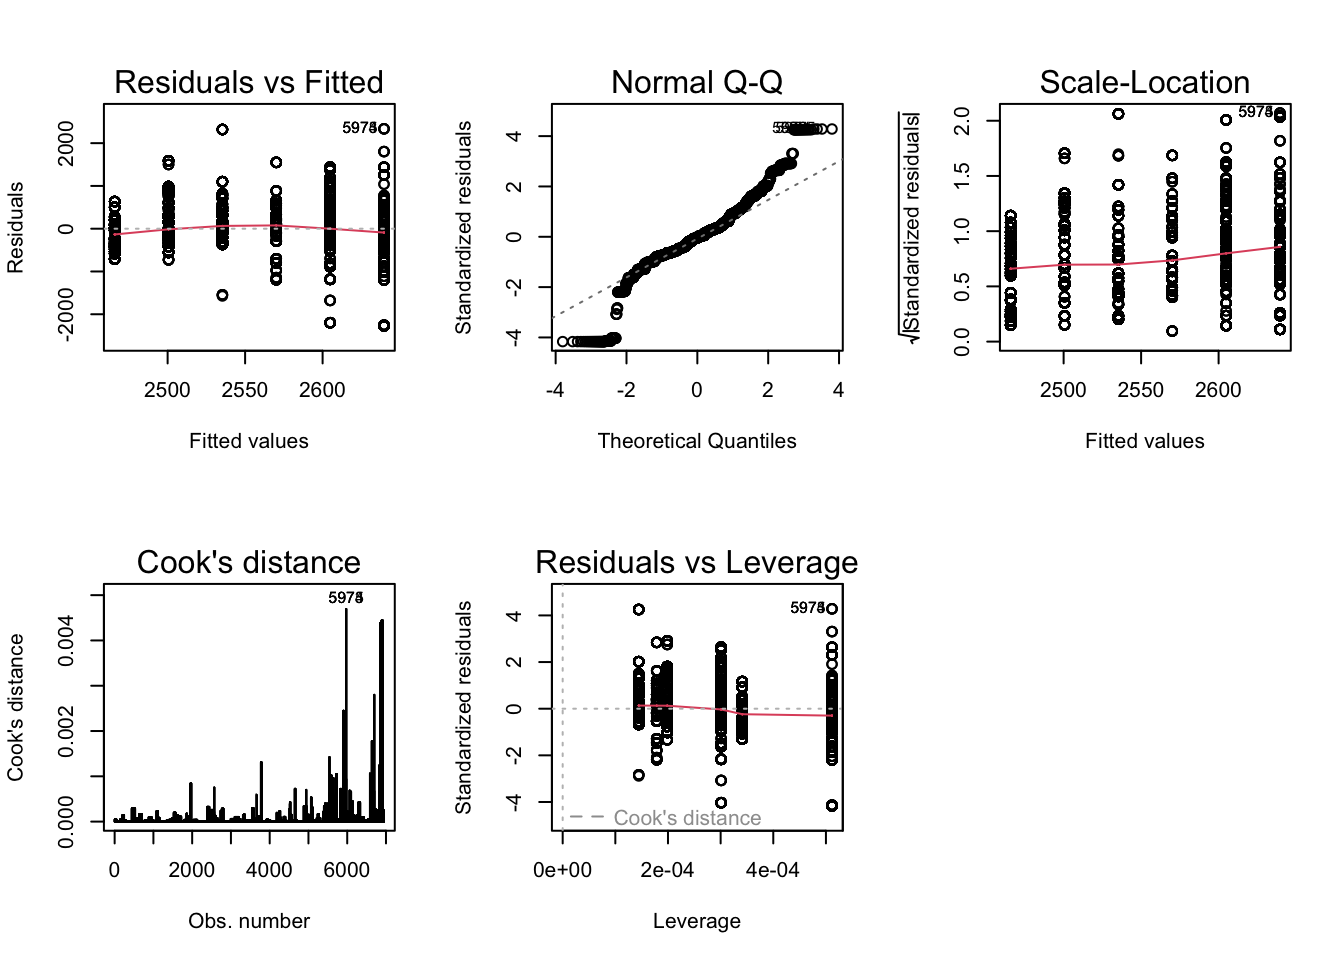 Residuals vs Fitted
Residuals
2000
0
-2000
2500
2550
2600
Fitted values
Normal Q-Q
Standardized residuals
4
2
0
-2
-4
-4
-2
0
2
4
Theoretical Quantiles
Scale-Location
√|Standardized residuals|
5974
2.0
1.5
1.0
0.5
0.0
2500
2550
2600
Fitted values
Cook's distance
Cook's distance
0.004
0.002
0.000
0
2000
4000
6000
Obs. number
Residuals vs Leverage
Standardized residuals
4
2
0
-2
-4
Cook's distance
0e+00
2e-04
4e-04
Leverage